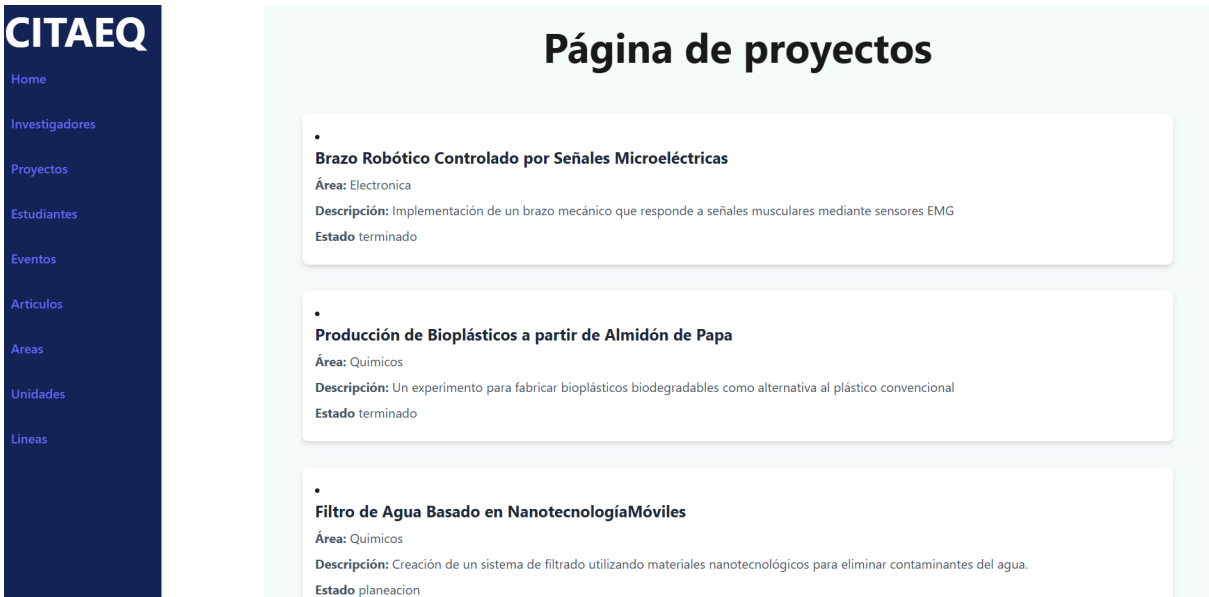 CITAEQ
Home
Investigadores
Proyectos
Estudiantes
Eventos
Articulos
Areas
Unidades
Lineas
Página de proyectos
Brazo Robótico Controlado por Señales Microeléctricas
Área: Electronica
Descripción: Implementación de un brazo mecánico que responde a señales musculares mediante sensores EMG
Estado terminado
Producción de Bioplásticos a partir de Almidón de Papa
Área: Quimicos
Descripción: Un experimento para fabricar bioplásticos biodegradables como alternativa al plástico convencional
Estado terminado
Filtro de Agua Basado en NanotecnologíaMóviles
Área: Quimicos
Descripción: Creación de un sistema de filtrado utilizando materiales nanotecnológicos para eliminar contaminantes del agua.
Estado planeacion